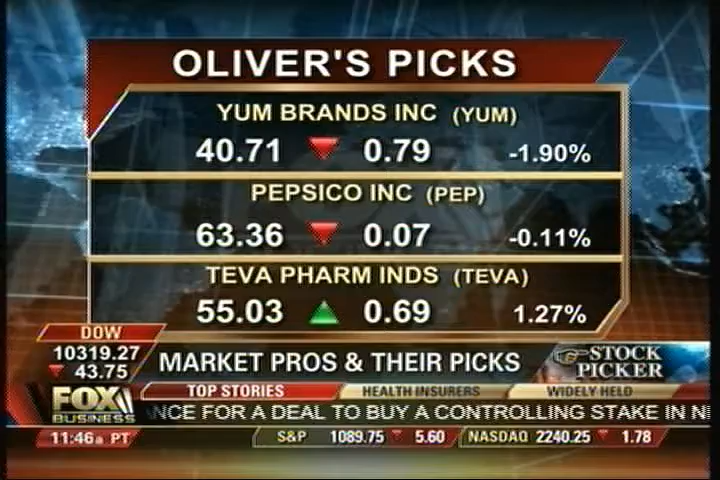 OLIVER'S PICKS
YUM BRANDS INC (YUM)
40.71 0.79 -1.90%
PEPSICO INC (PEP)
63.36 0.07 -0.11%
TEVA PHARM INDS (TEVA)
55.03 0.69 1.27%
DOW
10319.27
43.75
MARKET PROS & THEIR PICKS
STOCK
PICKER
TOP STORIES HEALTH INSURERS WIDELY HELD
FOX
BUSINESS
NCE FOR A DEAL TO BUY A CONTROLLING STAKE IN N
11:46a PT S&P 1089.75 5.60 NASDAQ 2240.25 1.78